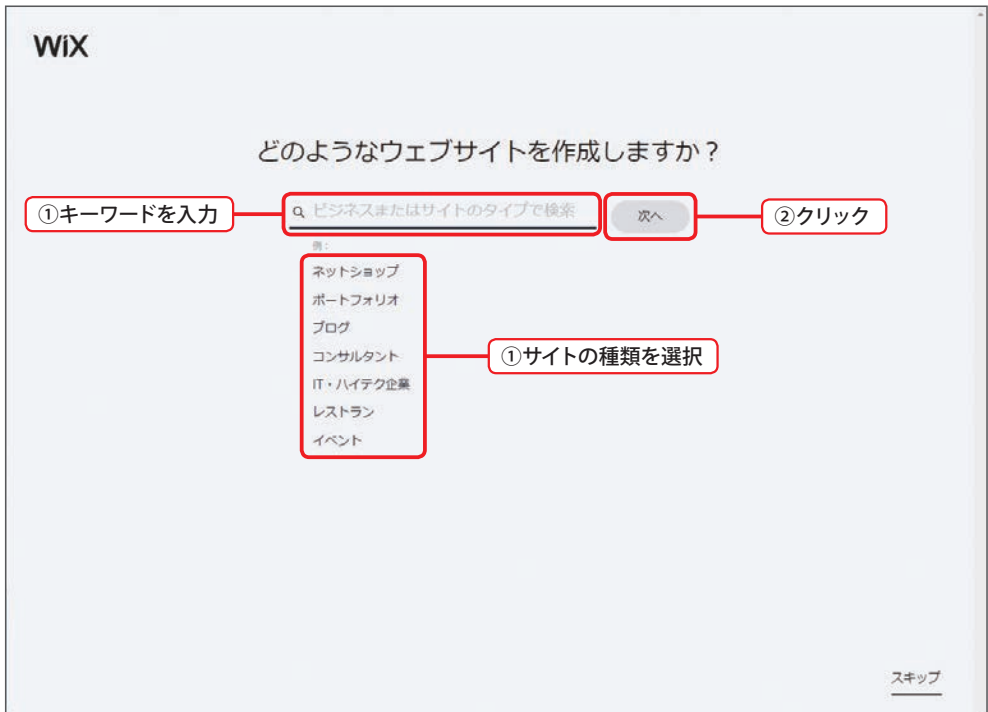 WiX
どのようなウェブサイトを作成しますか？
①キーワードを入力
ビジネスまたはサイトのタイプで検索
次へ
②クリック
例：
ネットショップ
ポートフォリオ
ブログ
コンサルタント
①サイトの種類を選択
IT・ハイテク企業
レストラン
イベント
スキップ